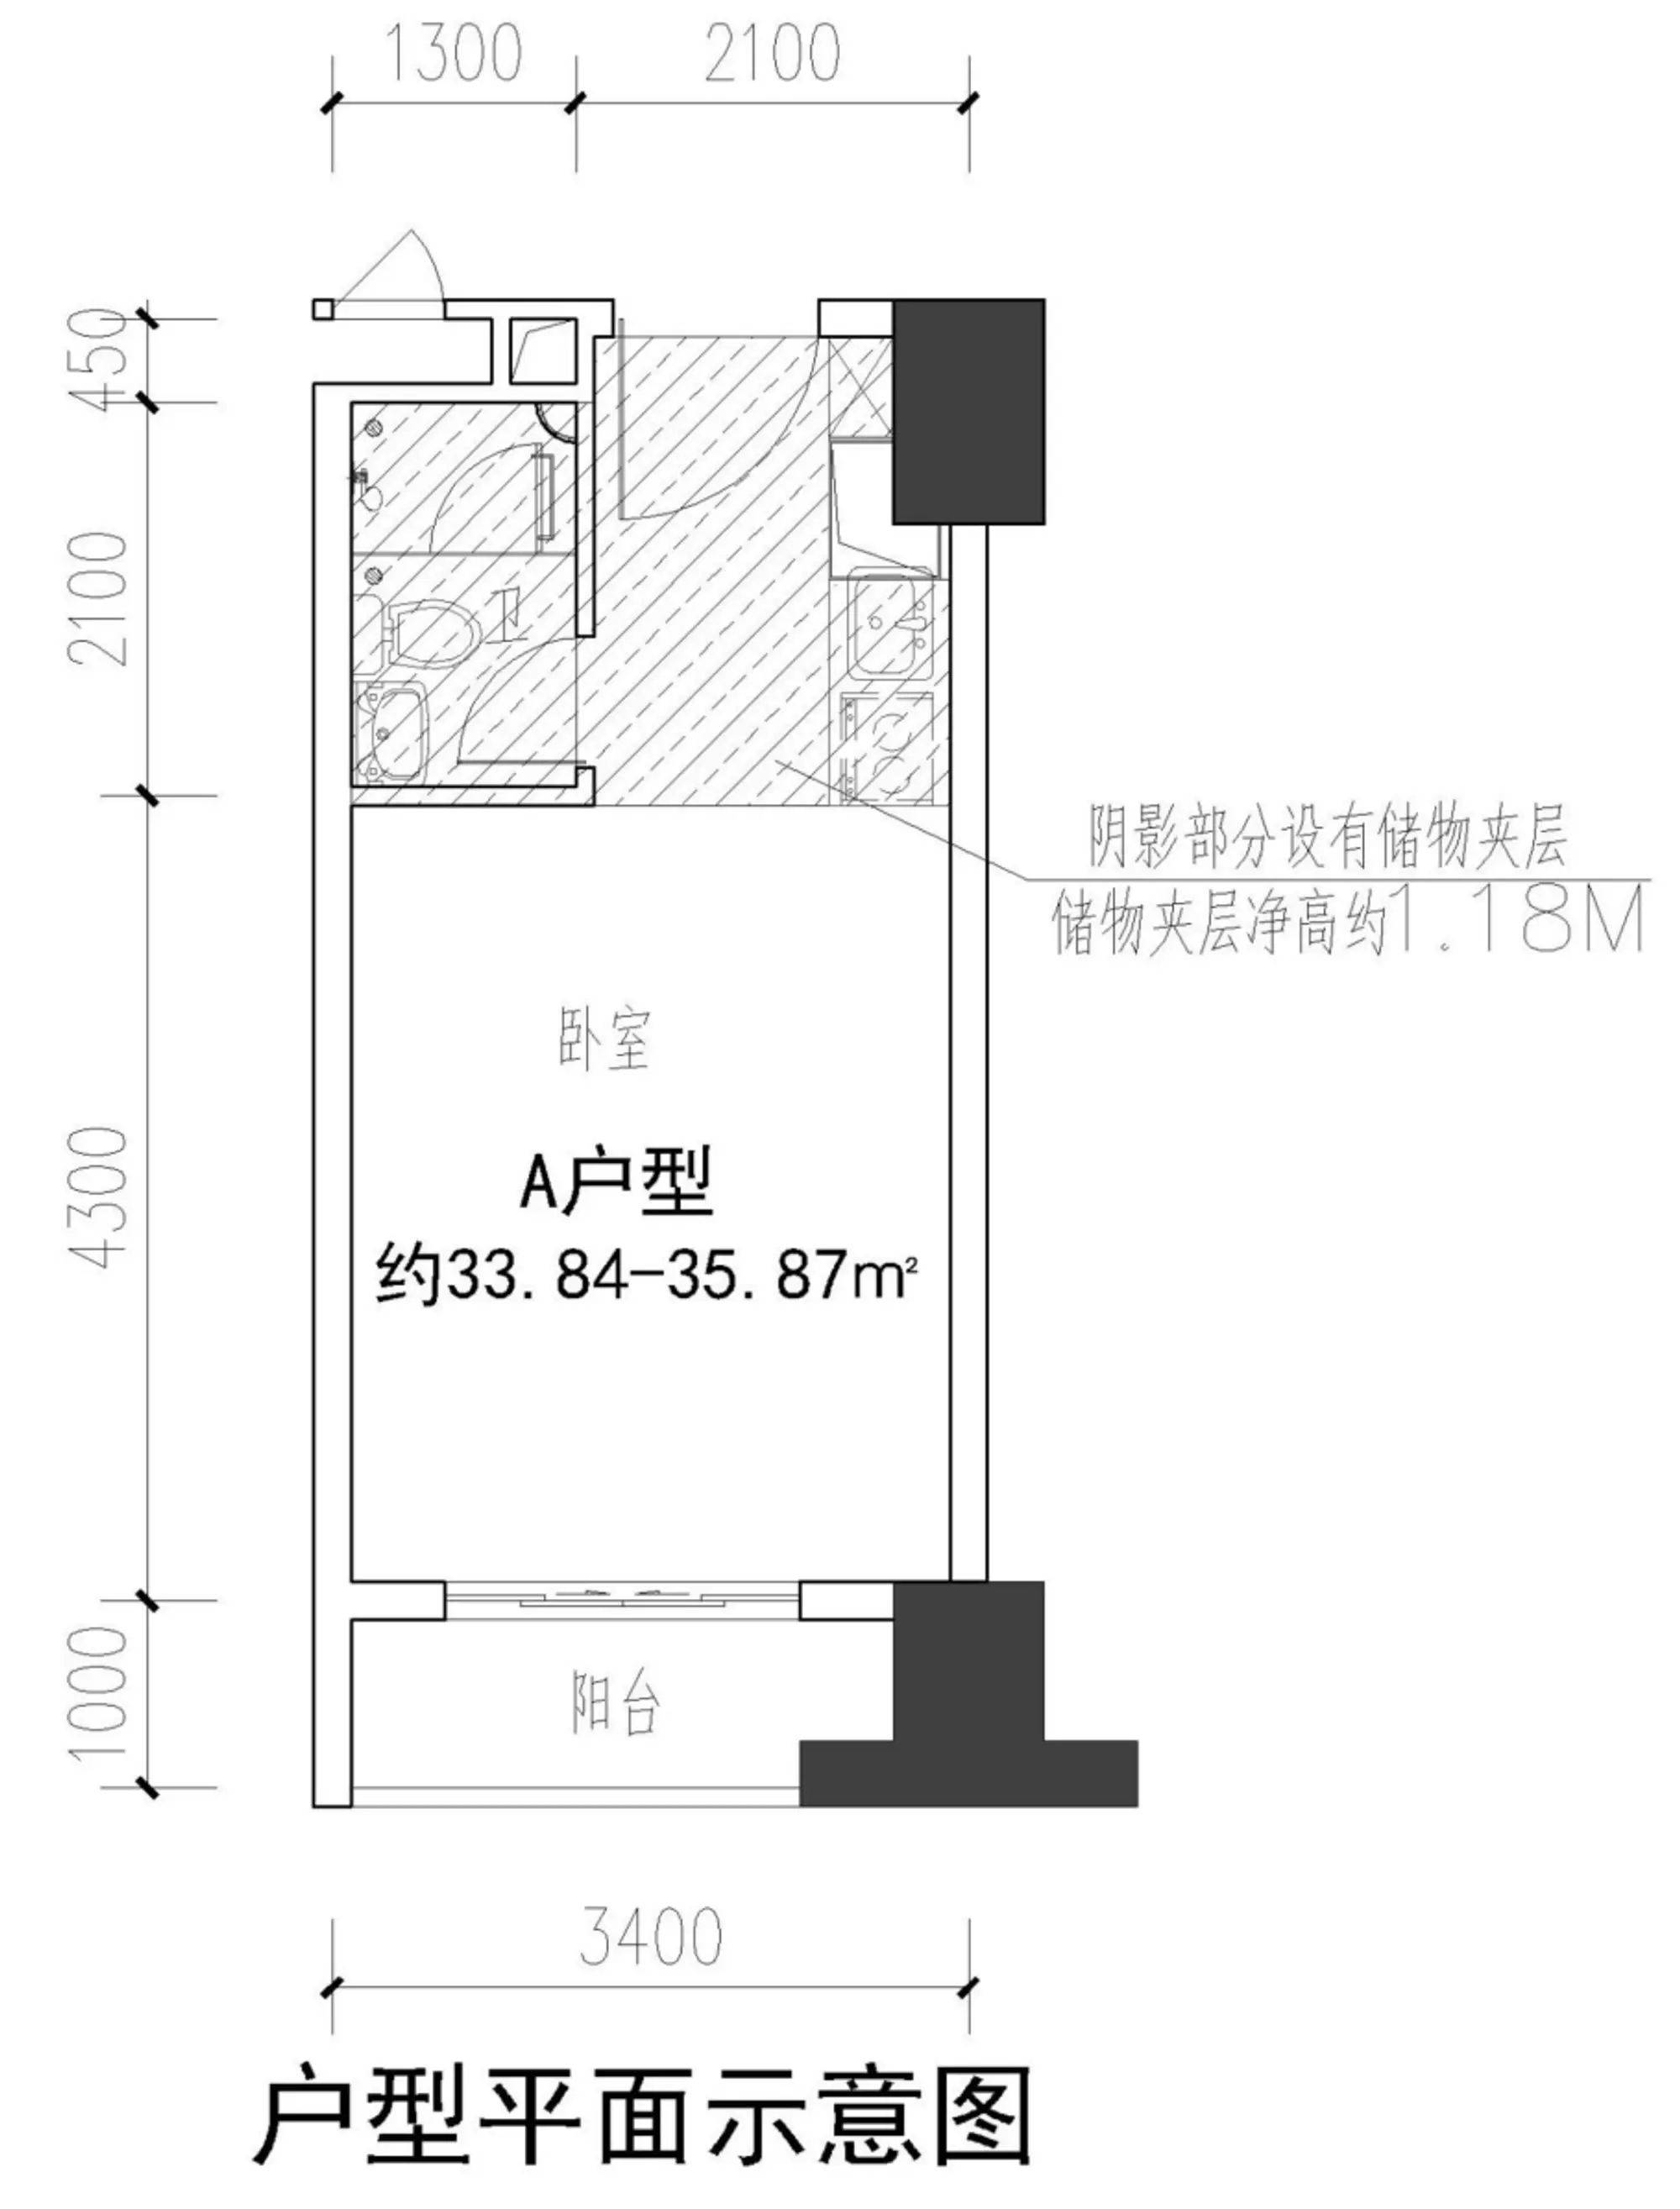 1300
2100
450
2100
阴影部分设有储物夹层
储物夹层净高约1.18M
卧室
A户型
约33.84-35.87m²
4300
1000
阳台
3400
户型平面示意图